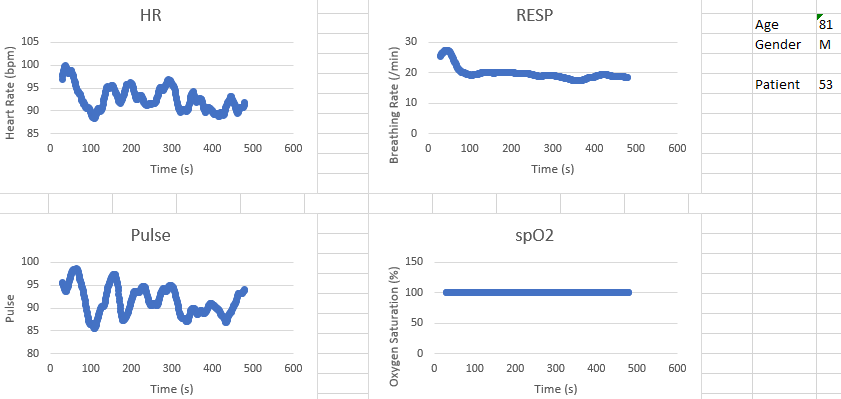 HR
Heart Rate (bpm)
105
100
95
90
85
0 100 200 300 400 500 600
Time (s)
RESP
Breathing Rate (/min)
30
20
10
0
0 100 200 300 400 500 600
Time (s)
Age 81
Gender M
Patient 53
Pulse
Pulse
100
95
90
85
80
0 100 200 300 400 500 600
Time (s)
spO2
Oxygen Saturation (%)
150
100
50
0
0 100 200 300 400 500 600
Time (s)